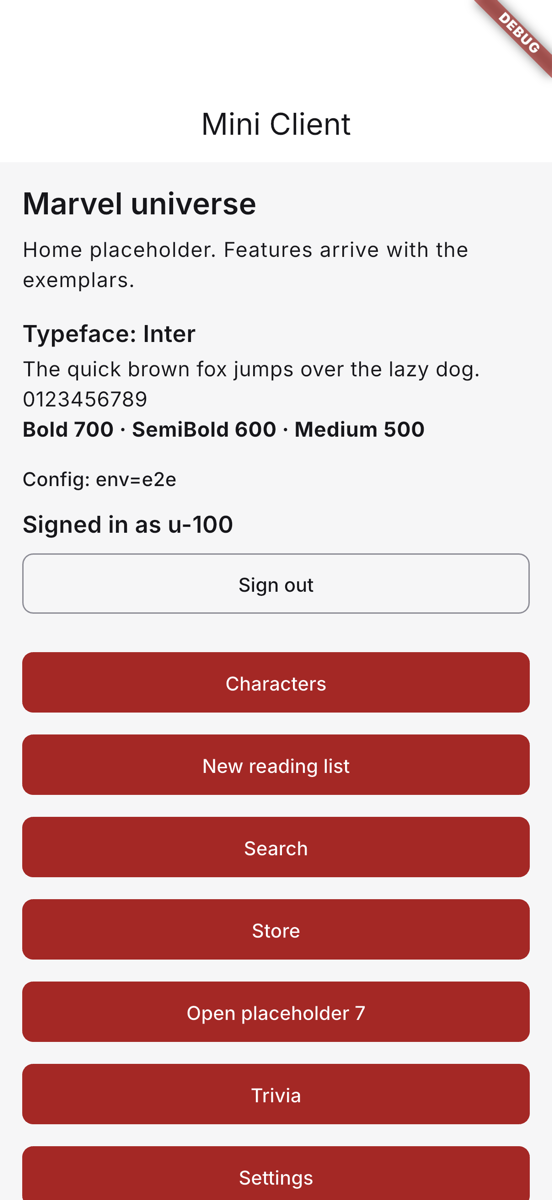 DEBUG
Mini Client
Marvel universe
Home placeholder. Features arrive with the
exemplars.
Typeface: Inter
The quick brown fox jumps over the lazy dog.
0123456789
Bold 700 · SemiBold 600 · Medium 500
Config: env=e2e
Signed in as u-100
Sign out
Characters
New reading list
Search
Store
Open placeholder 7
Trivia
Settings